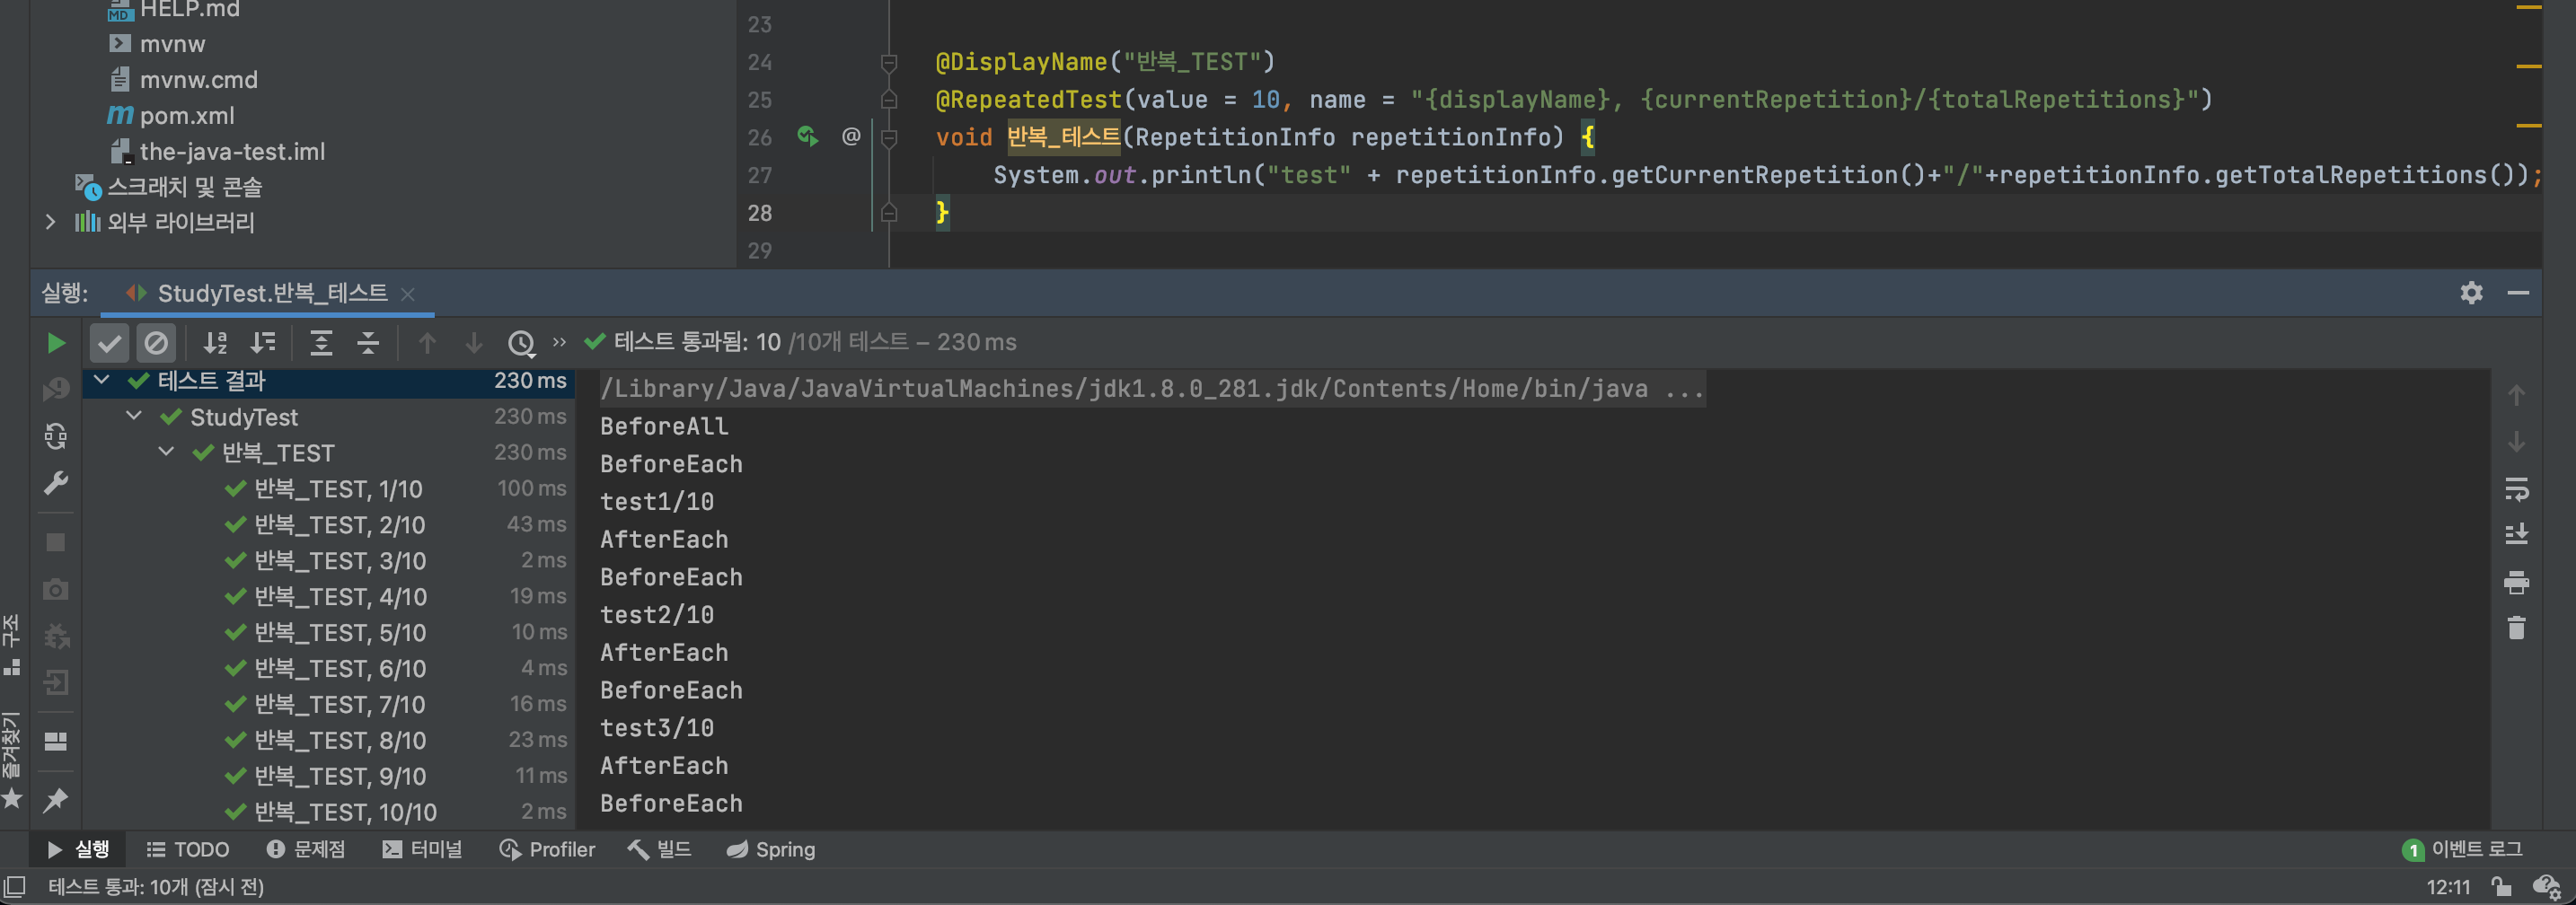 HELP.md
mvnw
mvnw.cmd
pom.xml
the-java-test.iml
스크래치 및 콘솔
외부 라이브러리
23
24 @DisplayName("반복_TEST")
25 @RepeatedTest(value = 10, name = "{displayName}, {currentRepetition}/{totalRepetitions}")
26 @ void 반복_테스트(RepetitionInfo repetitionInfo) {
27 System.out.println("test" + repetitionInfo.getCurrentRepetition()+"/"+repetitionInfo.getTotalRepetitions());
28 }
29
실행: StudyTest.반복_테스트
테스트 통과됨: 10 /10개 테스트 – 230 ms
테스트 결과 230 ms
StudyTest 230 ms
반복_TEST 230 ms
반복_TEST, 1/10 100 ms
반복_TEST, 2/10 43 ms
반복_TEST, 3/10 2 ms
반복_TEST, 4/10 19 ms
반복_TEST, 5/10 10 ms
반복_TEST, 6/10 4 ms
반복_TEST, 7/10 16 ms
반복_TEST, 8/10 23 ms
반복_TEST, 9/10 11 ms
반복_TEST, 10/10 2 ms
/Library/Java/JavaVirtualMachines/jdk1.8.0_281.jdk/Contents/Home/bin/java ...
BeforeAll
BeforeEach
test1/10
AfterEach
BeforeEach
test2/10
AfterEach
BeforeEach
test3/10
AfterEach
BeforeEach
구조
즐겨찾기
실행 TODO 문제점 터미널 Profiler 빌드 Spring 1 이벤트 로그
테스트 통과: 10개 (잠시 전) 12:11